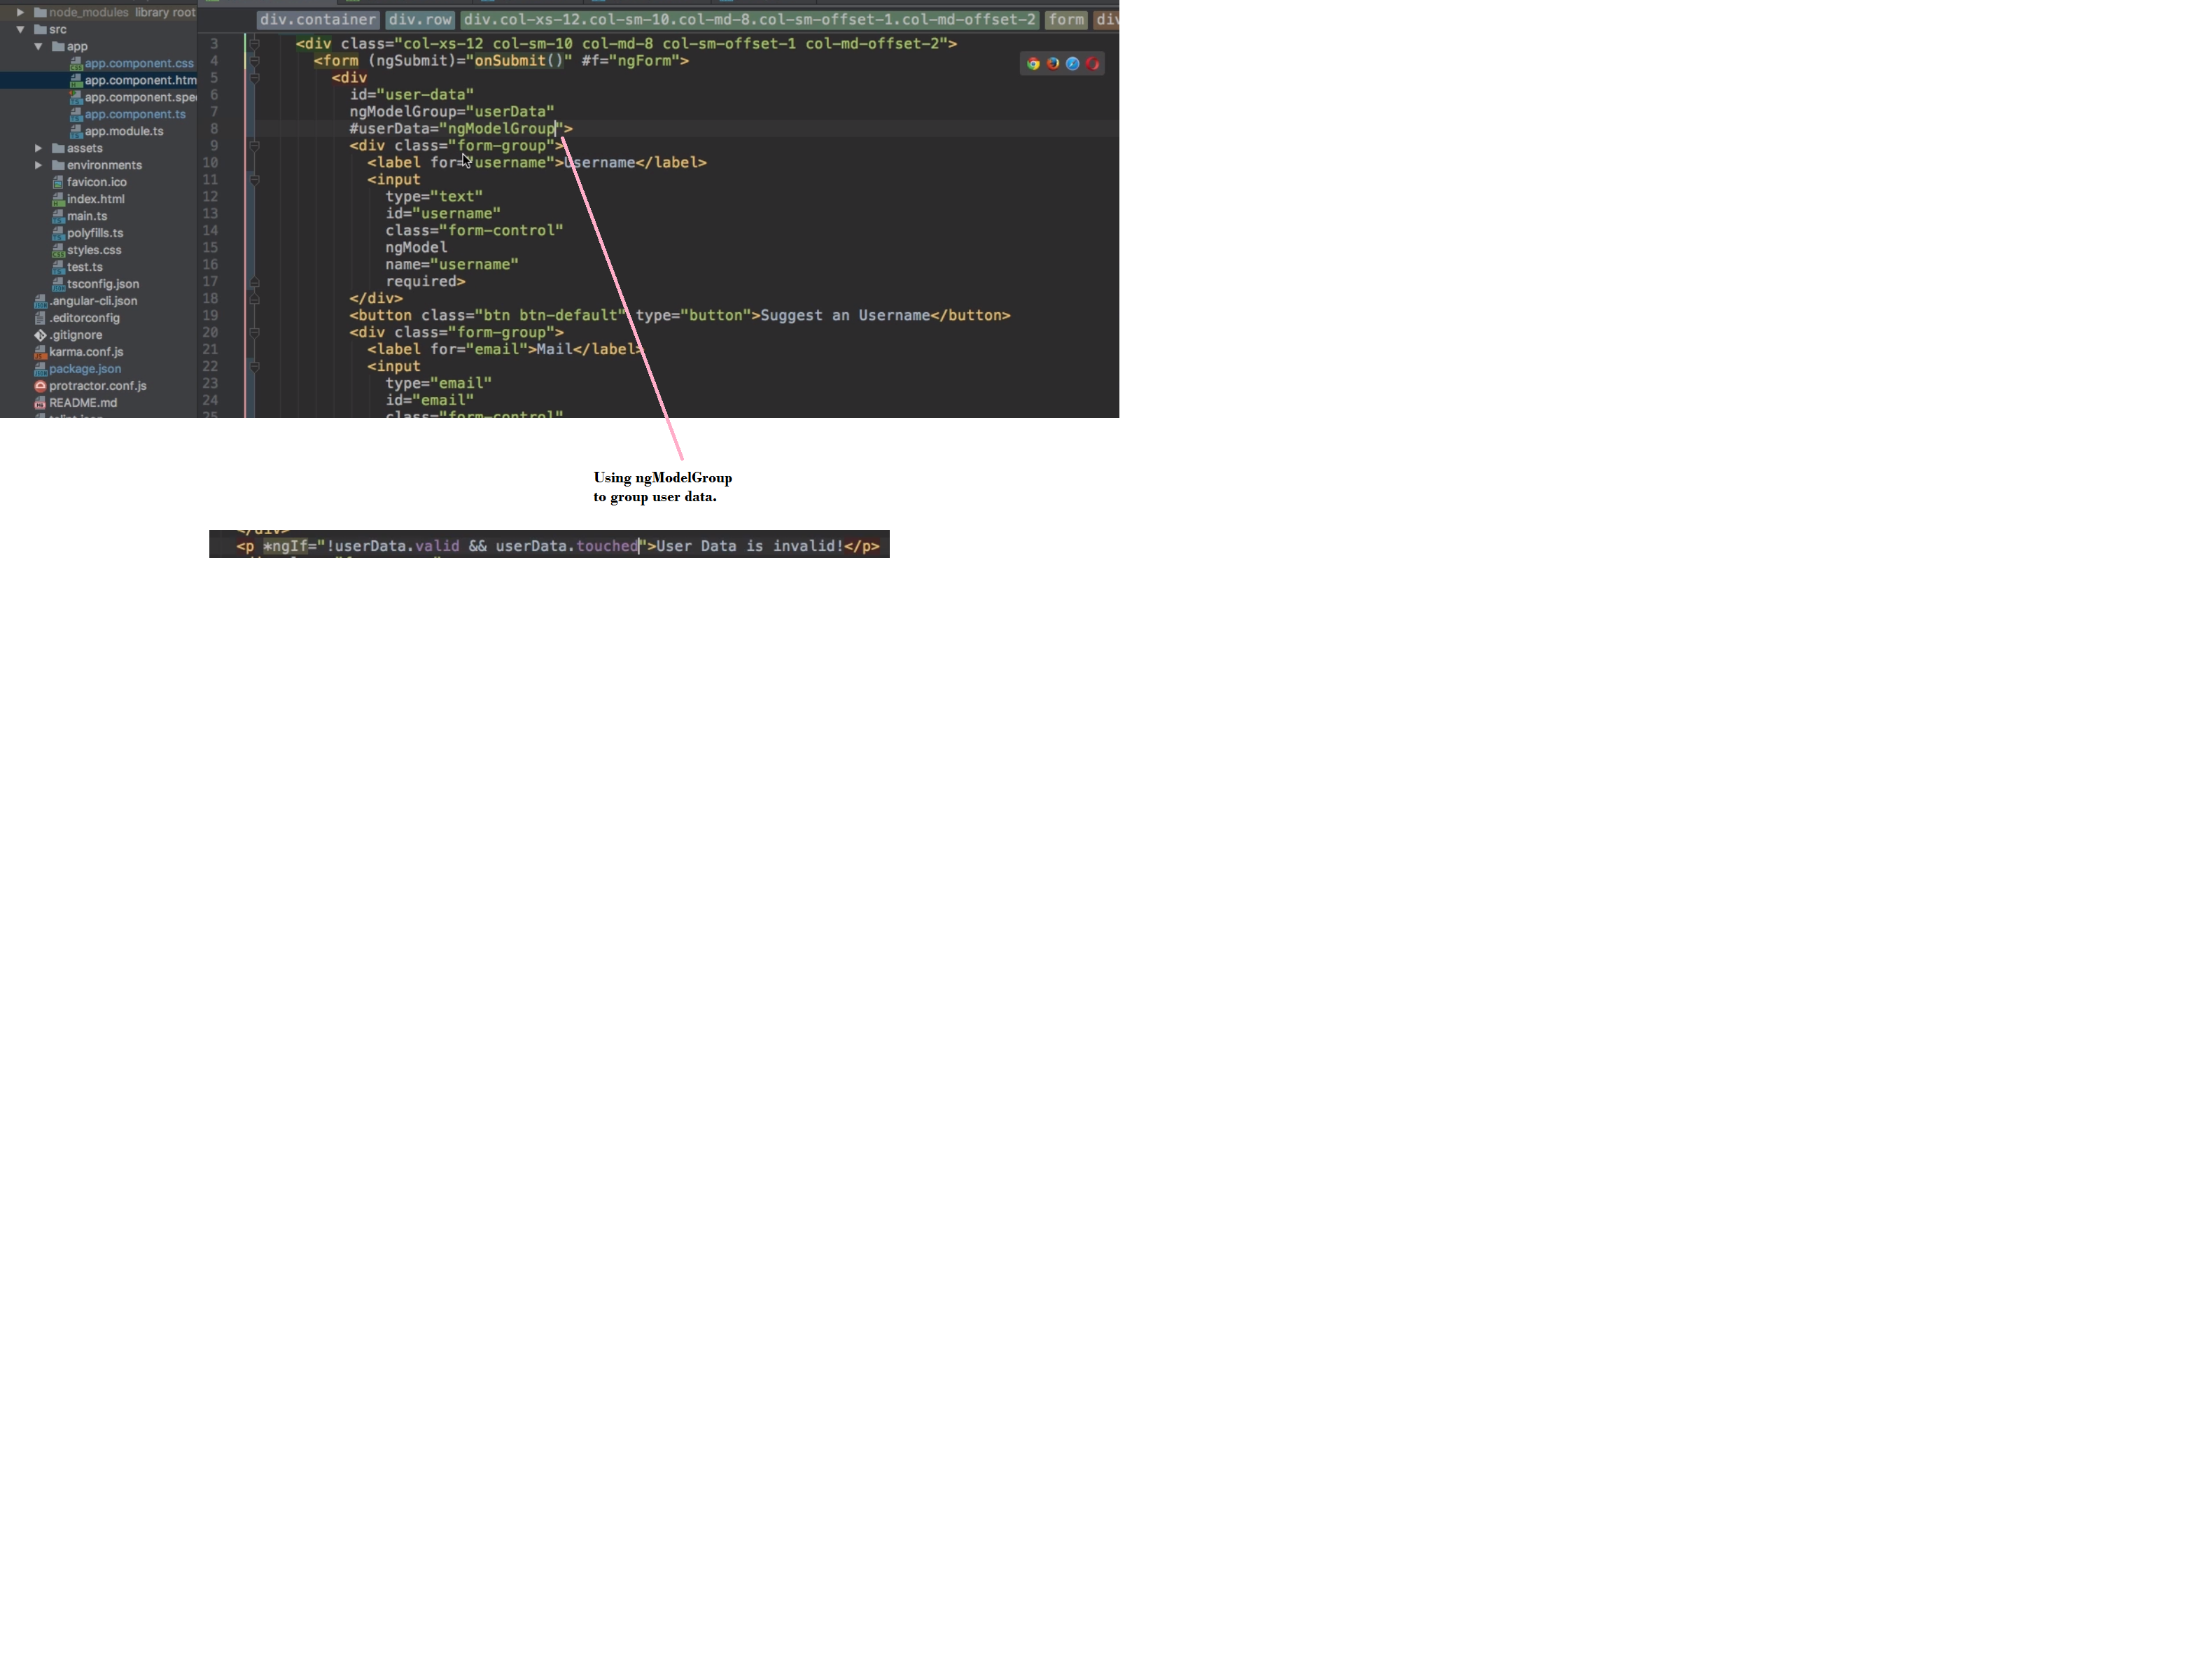 node_modules library root
src
app
app.component.css
app.component.htm
app.component.spe
app.component.ts
app.module.ts
assets
environments
favicon.ico
index.html
main.ts
polyfills.ts
styles.css
test.ts
tsconfig.json
.angular-cli.json
.editorconfig
.gitignore
karma.conf.js
package.json
protractor.conf.js
README.md
div.container div.row div.col-xs-12.col-sm-10.col-md-8.col-sm-offset-1.col-md-offset-2 form div
3 <div class="col-xs-12 col-sm-10 col-md-8 col-sm-offset-1 col-md-offset-2">
4 <form (ngSubmit)="onSubmit()" #f="ngForm">
5 <div
6 id="user-data"
7 ngModelGroup="userData"
8 #userData="ngModelGroup">
9 <div class="form-group">
10 <label for="username">Username</label>
11 <input
12 type="text"
13 id="username"
14 class="form-control"
15 ngModel
16 name="username"
17 required>
18 </div>
19 <button class="btn btn-default" type="button">Suggest an Username</button>
20 <div class="form-group">
21 <label for="email">Mail</label>
22 <input
23 type="email"
24 id="email"
25 class="form-control"
Using ngModelGroup
to group user data.
</div>
<p *ngIf="!userData.valid && userData.touched">User Data is invalid!</p>